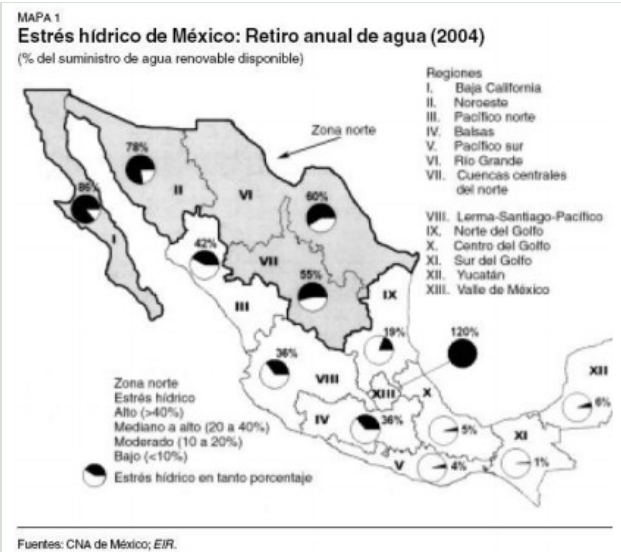 MAPA 1
Estrés hídrico de México: Retiro anual de agua (2004)
(% del suministro de agua renovable disponible)
Regiones
I. Baja California
II. Noroeste
III. Pacífico norte
IV. Balsas
V. Pacífico sur
VI. Río Grande
VII. Cuencas centrales
del norte
VIII. Lerma-Santiago-Pacífico
IX. Norte del Golfo
X. Centro del Golfo
XI. Sur del Golfo
XII. Yucatán
XIII. Valle de México
Zona norte
78%
86%
II
VI
60%
I
42%
VII
55%
III
IX
19%
120%
36%
VIII
XIII
X
XII
6%
IV
36%
5%
XI
V
4%
1%
Zona norte
Estrés hídrico
Alto (>40%)
Mediano a alto (20 a 40%)
Moderado (10 a 20%)
Bajo (<10%)
Estrés hídrico en tanto porcentaje
Fuentes: CNA de México; EIR.